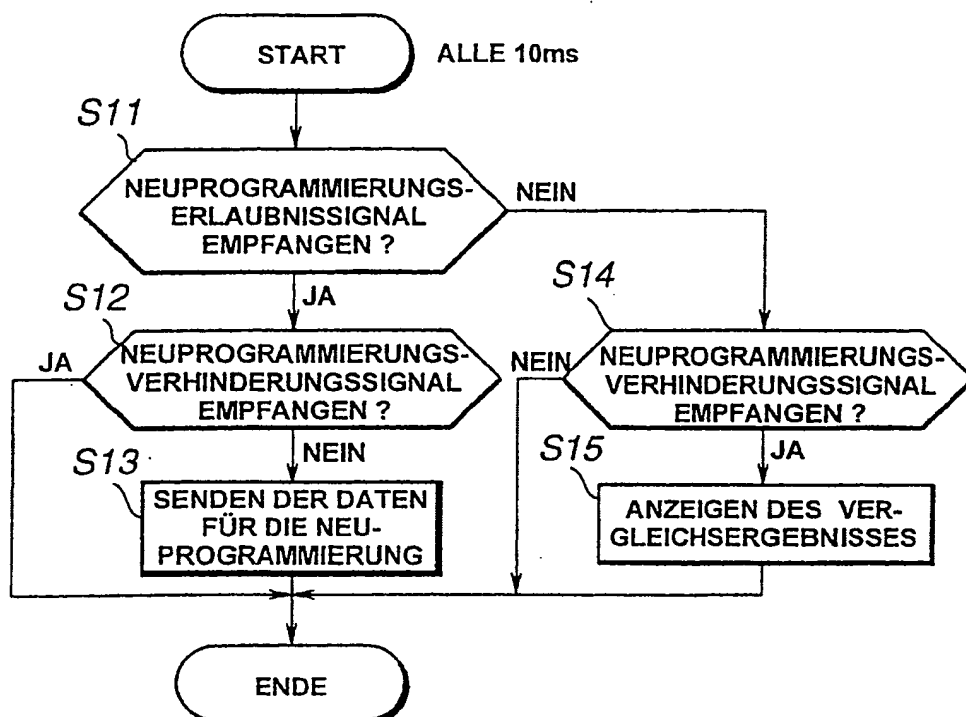 START
ALLE 10ms
S11
NEUPROGRAMMIERUNGS-
ERLAUBNISSIGNAL
EMPFANGEN ?
NEIN
JA
S12
JA
NEUPROGRAMMIERUNGS-
VERHINDERUNGSSIGNAL
EMPFANGEN ?
NEIN
S13
SENDEN DER DATEN
FÜR DIE NEU-
PROGRAMMIERUNG
S14
NEIN
NEUPROGRAMMIERUNGS-
VERHINDERUNGSSIGNAL
EMPFANGEN ?
JA
S15
ANZEIGEN DES VER-
GLEICHSERGEBNISSES
ENDE